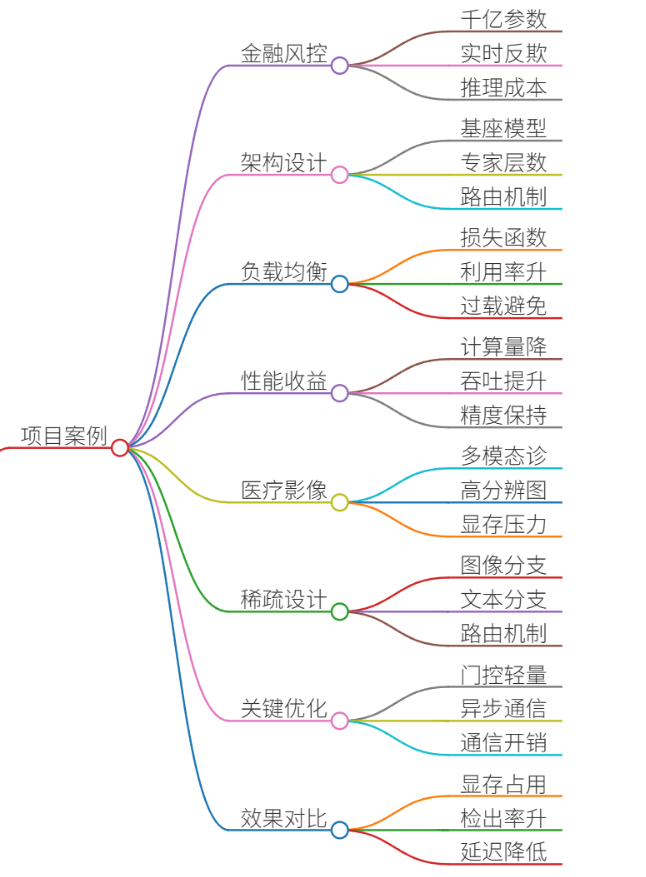 项目案例
金融风控
千亿参数
实时反欺
推理成本
架构设计
基座模型
专家层数
路由机制
负载均衡
损失函数
利用率升
过载避免
性能收益
计算量降
吞吐提升
精度保持
医疗影像
多模态诊
高分辨图
显存压力
稀疏设计
图像分支
文本分支
路由机制
关键优化
门控轻量
异步通信
通信开销
效果对比
显存占用
检出率升
延迟降低